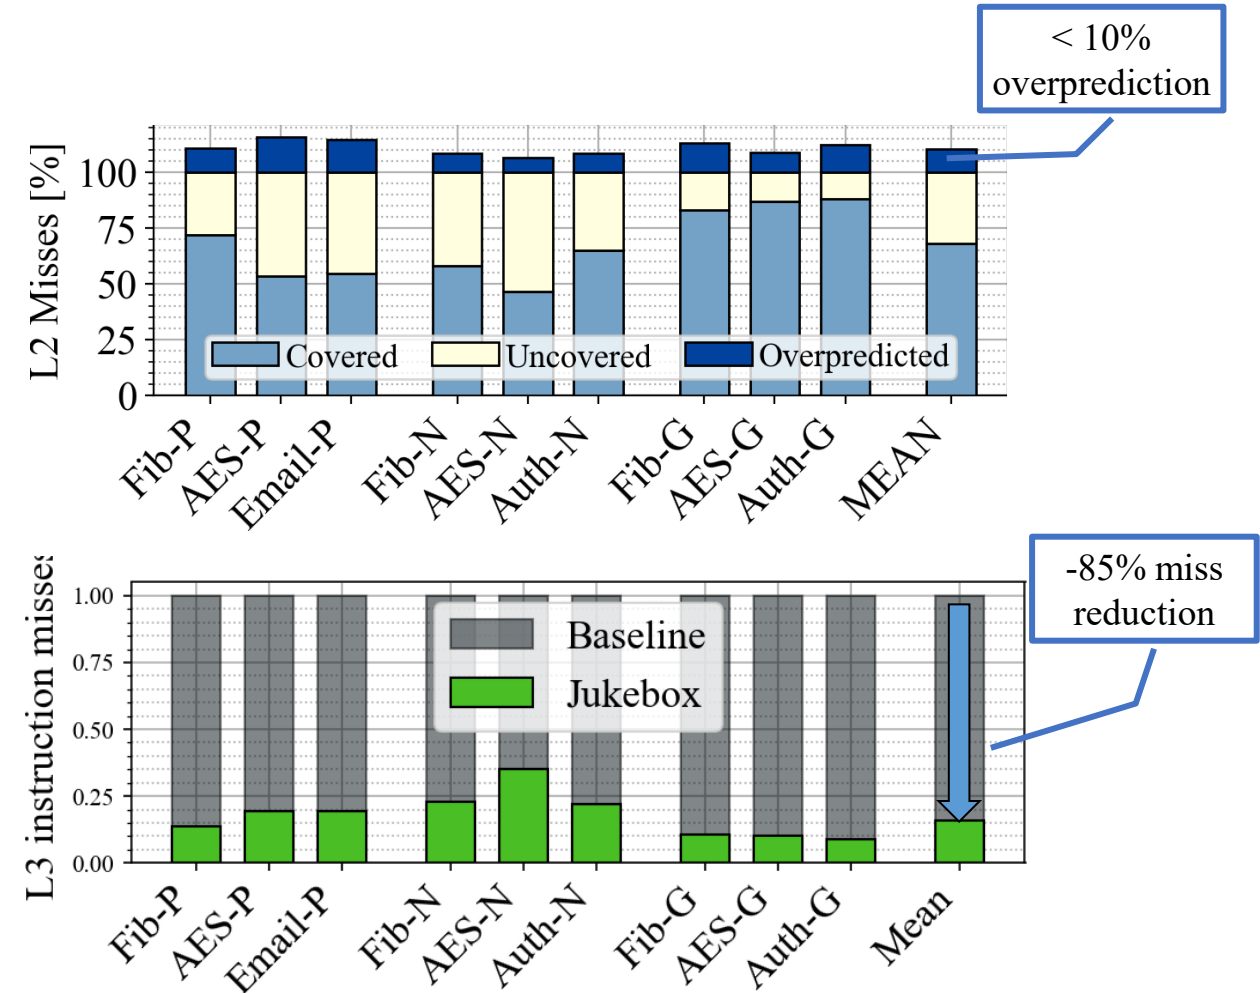 < 10%
overprediction
L2 Misses [%]
100
75
50
25
0
Covered
Uncovered
Overpredicted
Fib-P
AES-P
Email-P
Fib-N
AES-N
Auth-N
Fib-G
AES-G
Auth-G
MEAN
-85% miss
reduction
L3 instruction misses
1.00
0.75
0.50
0.25
0.00
Baseline
Jukebox
Fib-P
AES-P
Email-P
Fib-N
AES-N
Auth-N
Fib-G
AES-G
Auth-G
Mean